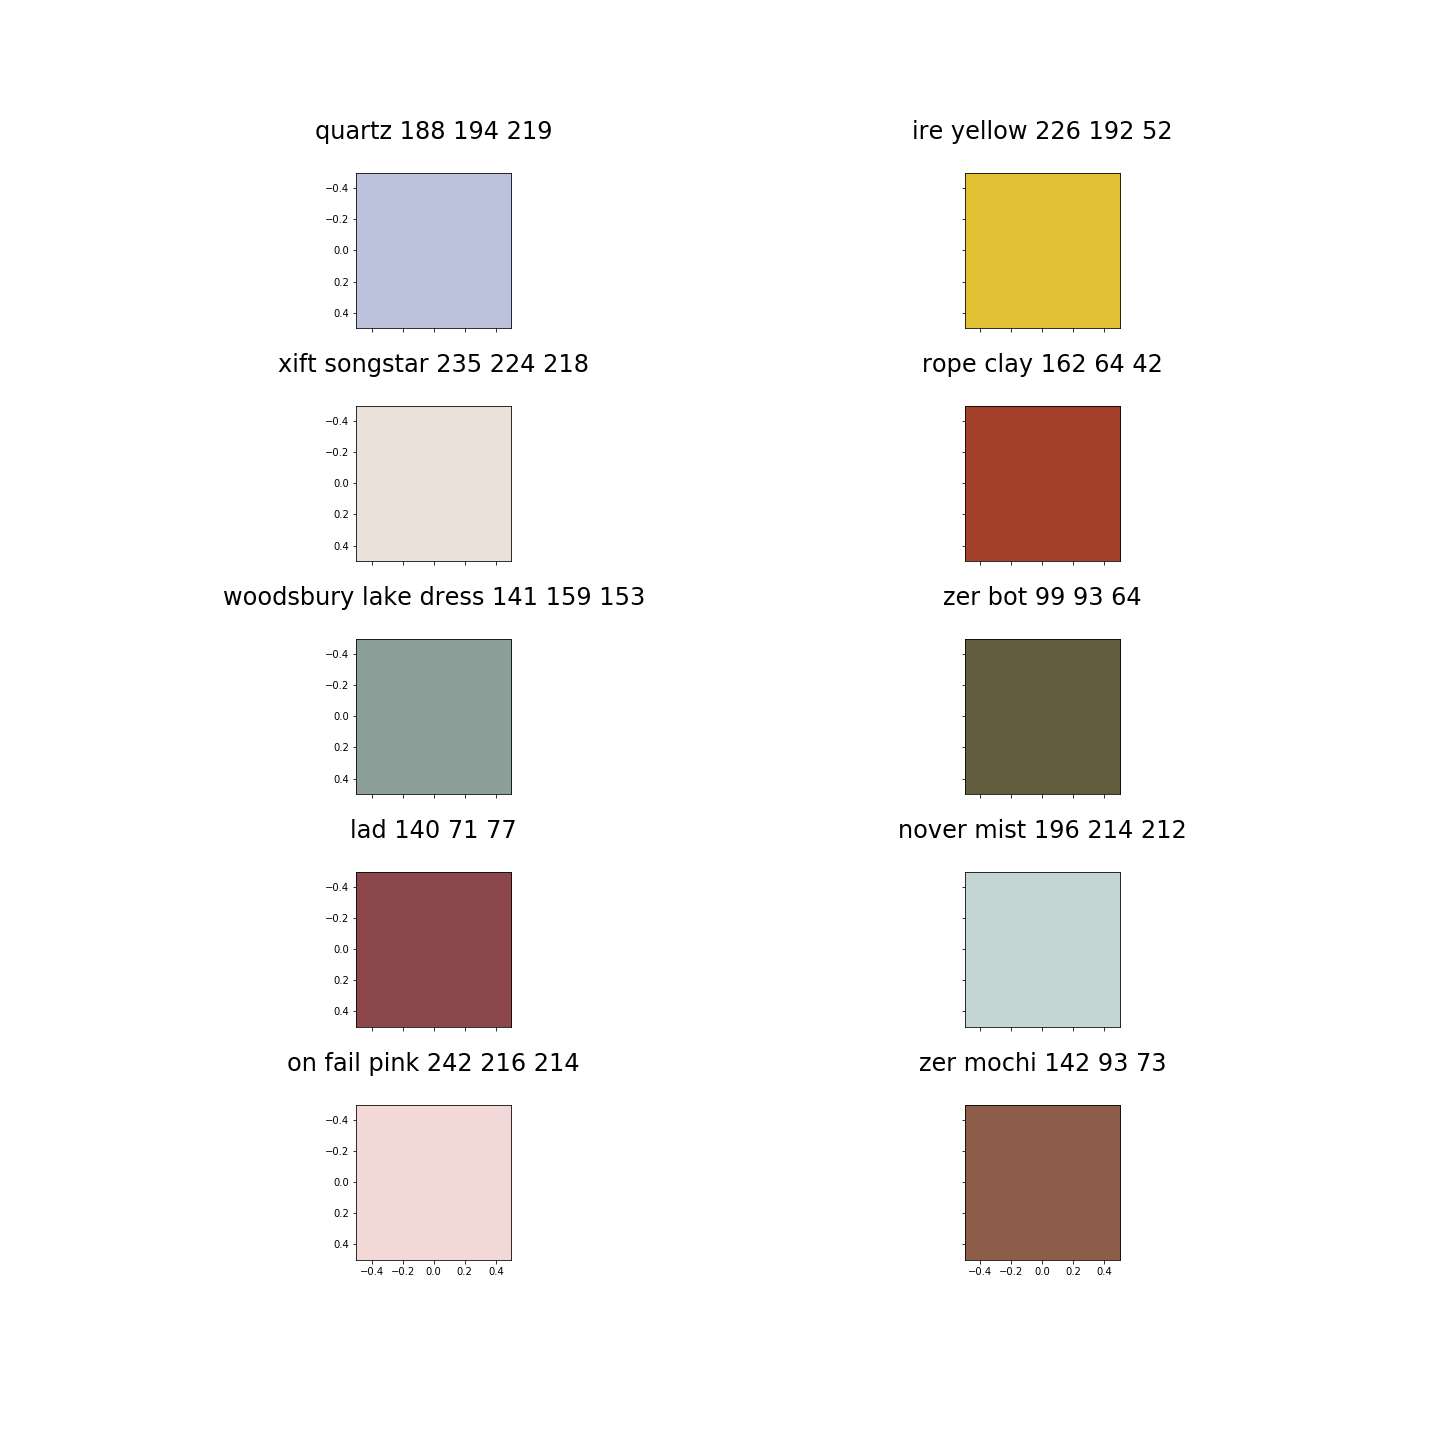 quartz 188 194 219
ire yellow 226 192 52
−0.4
−0.2
0.0
0.2
0.4
xift songstar 235 224 218
rope clay 162 64 42
−0.4
−0.2
0.0
0.2
0.4
woodsbury lake dress 141 159 153
zer bot 99 93 64
−0.4
−0.2
0.0
0.2
0.4
lad 140 71 77
nover mist 196 214 212
−0.4
−0.2
0.0
0.2
0.4
on fail pink 242 216 214
zer mochi 142 93 73
−0.4
−0.2
0.0
0.2
0.4
−0.4 −0.2 0.0 0.2 0.4
−0.4 −0.2 0.0 0.2 0.4